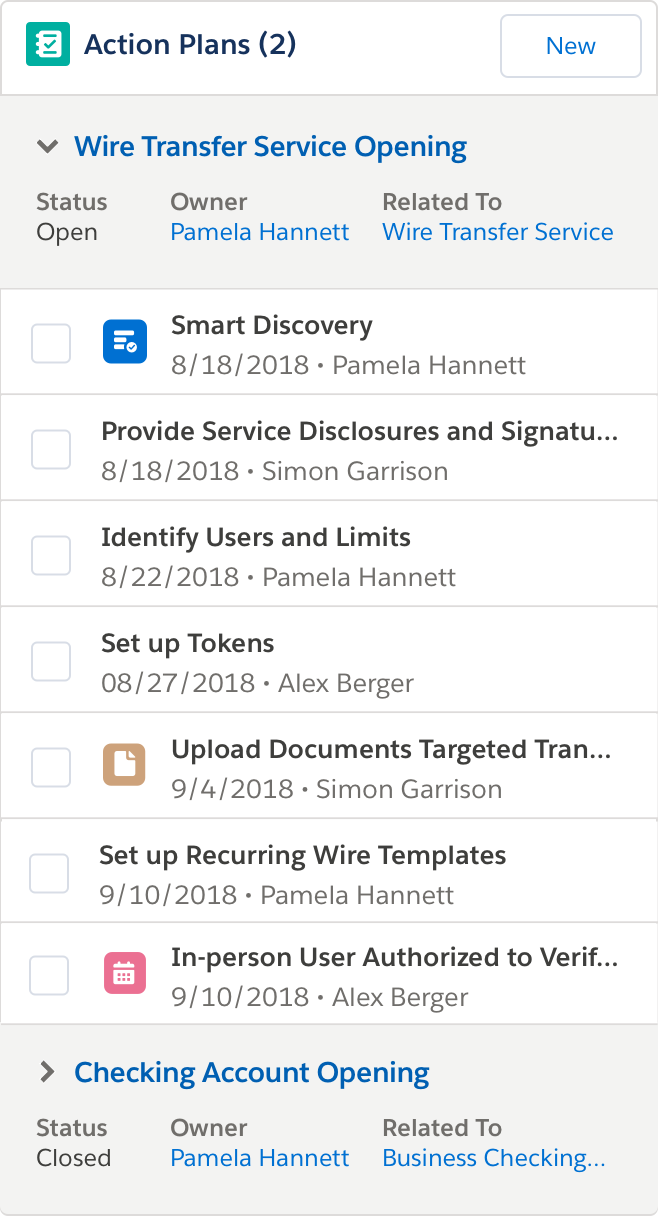 Action Plans (2)
New
Wire Transfer Service Opening
Status Owner Related To
Open Pamela Hannett Wire Transfer Service
Smart Discovery
8/18/2018 • Pamela Hannett
Provide Service Disclosures and Signatu...
8/18/2018 • Simon Garrison
Identify Users and Limits
8/22/2018 • Pamela Hannett
Set up Tokens
08/27/2018 • Alex Berger
Upload Documents Targeted Tran...
9/4/2018 • Simon Garrison
Set up Recurring Wire Templates
9/10/2018 • Pamela Hannett
In-person User Authorized to Verif...
9/10/2018 • Alex Berger
Checking Account Opening
Status Owner Related To
Closed Pamela Hannett Business Checking...